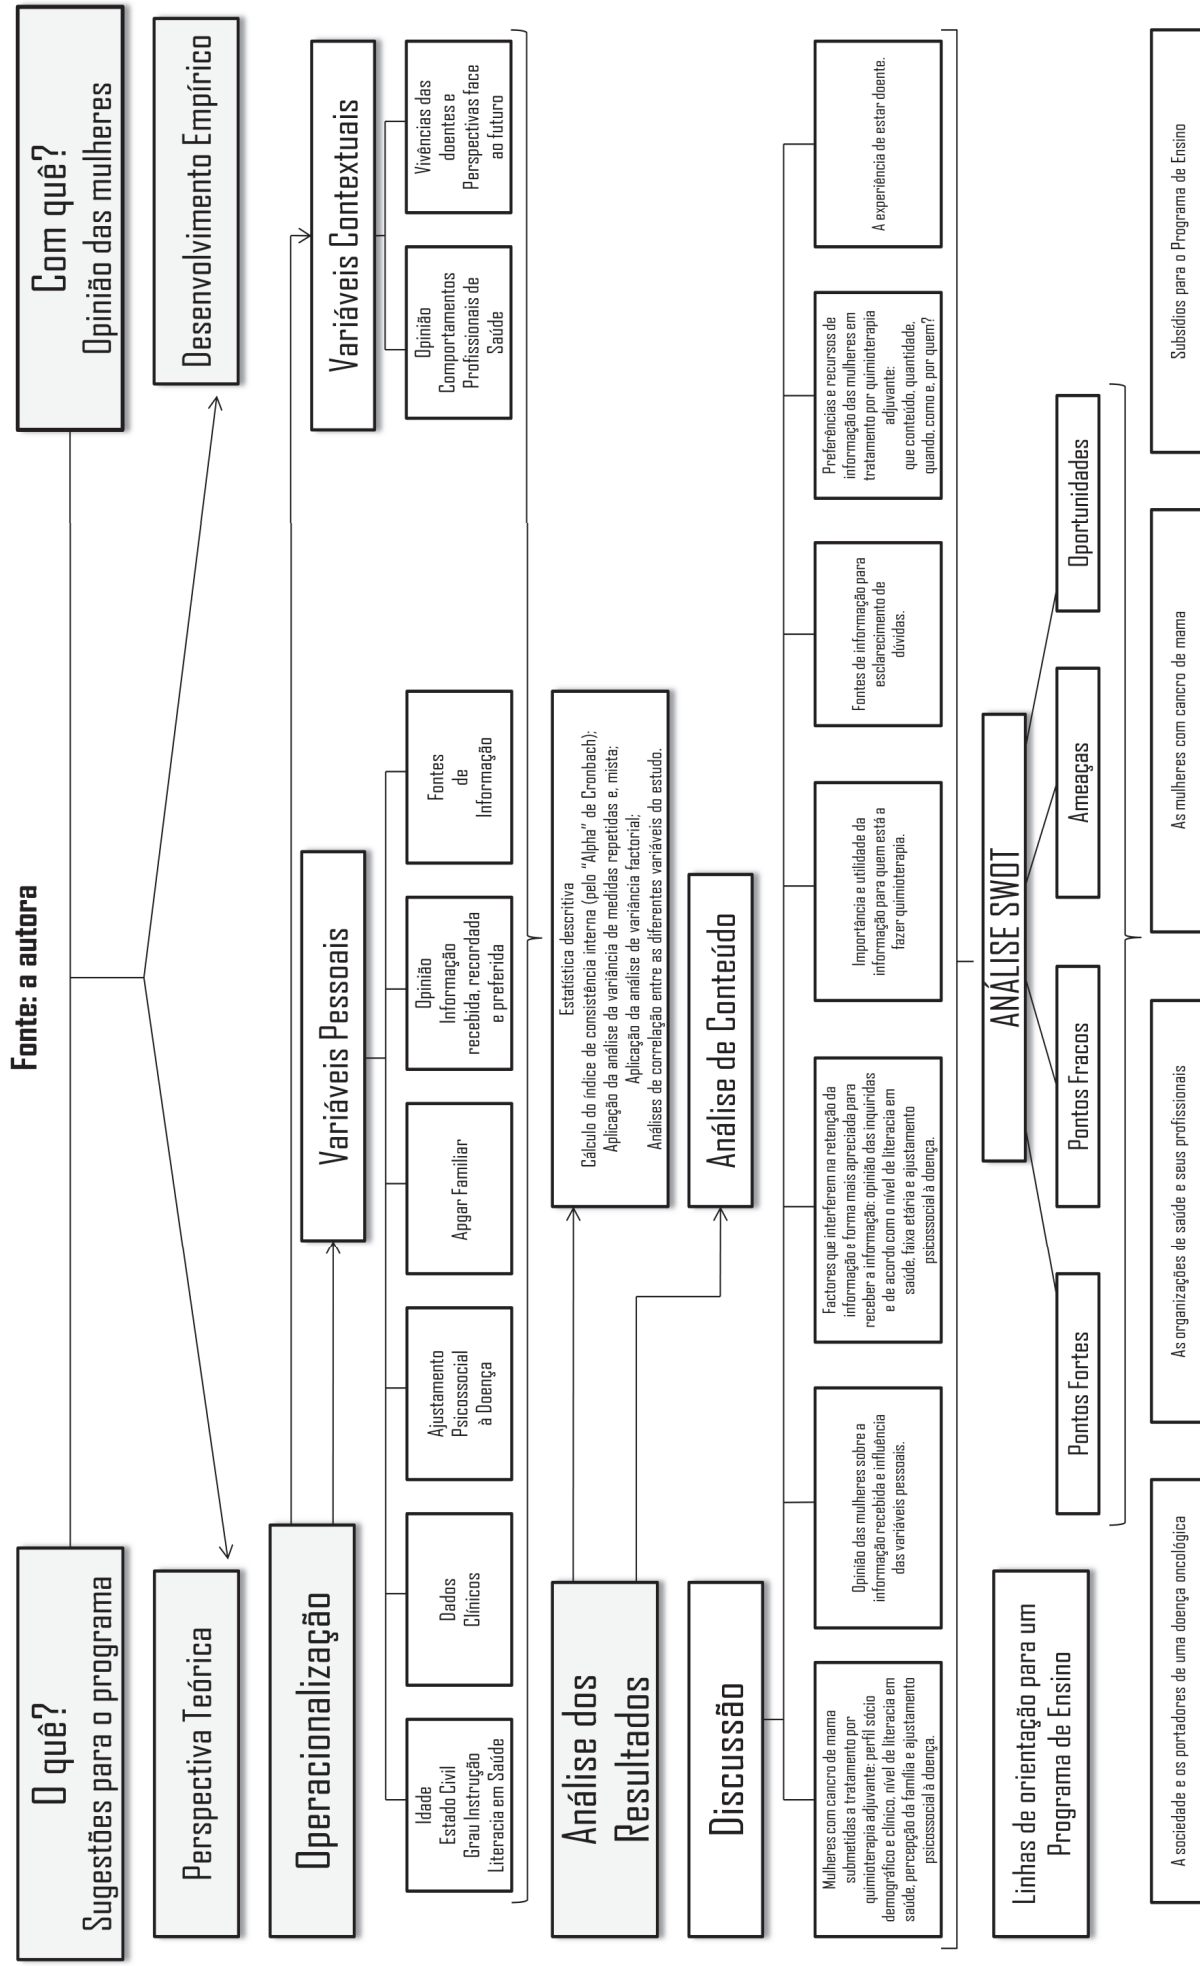 Fonte: a autora
O quê?
Sugestões para o programa
Com quê?
Opinião das mulheres
Perspectiva Teórica
Desenvolvimento Empírico
Operacionalização
Variáveis Pessoais
Variáveis Contextuais
Idade
Estado Civil
Grau Instrução
Literacia em Saúde
Dados
Clínicos
Ajustamento
Psicossocial
à Doença
Apgar Familiar
Opinião
Informação
recebida, recordada
e preferida
Fontes
de
Informação
Opinião
Comportamentos
Profissionais de
Saúde
Vivências das
doentes e
Perspectivas face
ao futuro
Análise dos
Resultados
Estatística descritiva
Cálculo do índice de consistência interna (pelo "Alpha" de Cronbach);
Aplicação da análise da variância de medidas repetidas e, mista;
Aplicação da análise de variância factorial;
Análises de correlação entre as diferentes variáveis do estudo.
Análise de Conteúdo
Discussão
Mulheres com cancro de mama
submetidas a tratamento por
quimioterapia adjuvante: perfil sócio
demográfico e clínico, nível de literacia em
saúde, percepção da família e ajustamento
psicossocial à doença.
Opinião das mulheres sobre a
informação recebida e influência
das variáveis pessoais.
Factores que interferem na retenção da
informação e forma mais apreciada para
receber a informação: opinião das inquiridas
e de acordo com o nível de literacia em
saúde, faixa etária e ajustamento
psicossocial à doença.
Importância e utilidade da
informação para quem está a
fazer quimioterapia.
Fontes de informação para
esclarecimento de
dúvidas.
Preferências e recursos de
informação das mulheres em
tratamento por quimioterapia
adjuvante:
que conteúdo, quantidade,
quando, como e, por quem?
A experiência de estar doente.
Linhas de orientação para um
Programa de Ensino
ANÁLISE SWOT
Pontos Fortes
Pontos Fracos
Ameaças
Oportunidades
A sociedade e os portadores de uma doença oncológica
As organizações de saúde e seus profissionais
As mulheres com cancro de mama
Subsídios para o Programa de Ensino